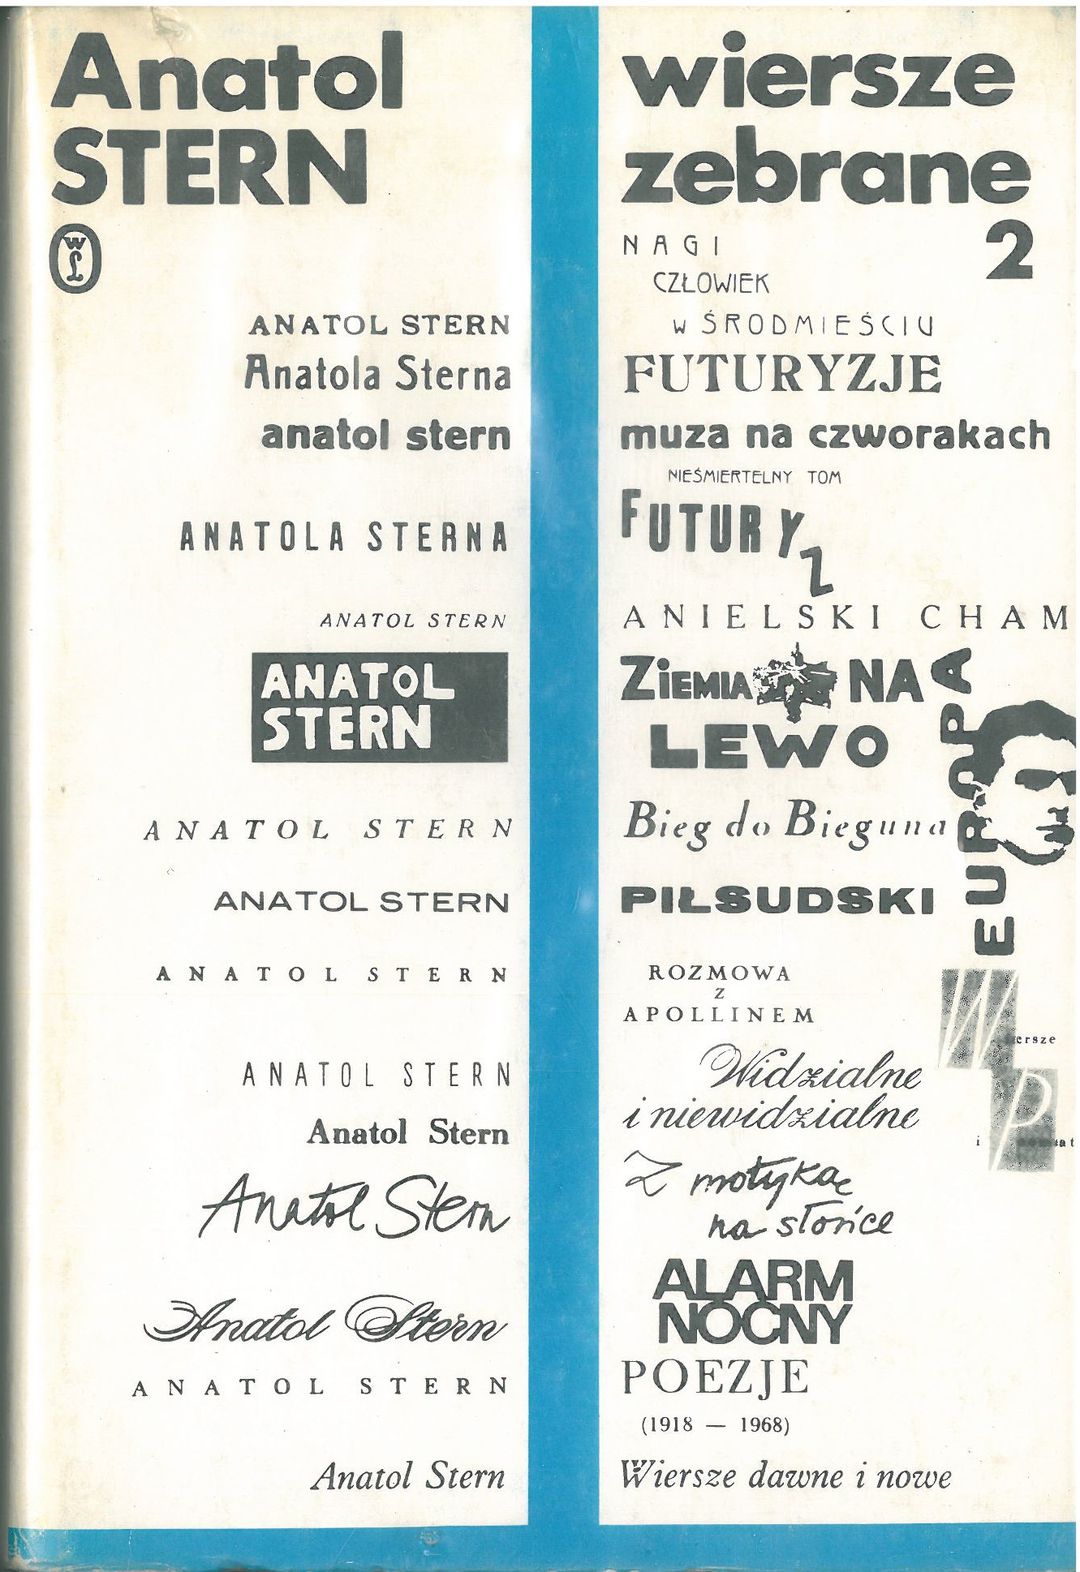 Anatol
STERN
WŁ
ANATOL STERN
Anatola Sterna
anatol stern
ANATOLA STERNA
ANATOL STERN
ANATOL
STERN
ANATOL STERN
ANATOL STERN
ANATOL STERN
ANATOL STERN
Anatol Stern
Anatol Stern
Anatol Stern
ANATOL STERN
Anatol Stern
wiersze
zebrane
2
NAGI
CZŁOWIEK
w ŚRODMIEŚCIU
FUTURYZJE
muza na czworakach
NIEŚMIERTELNY TOM
FUTURYZ
ANIELSKI CHAM
ZIEMIA NA
LEWO
EUROPA
Bieg do Bieguna
PIŁSUDSKI
ROZMOWA
Z
APOLLINEM
Wiersze
i P
Widzialne
i niewidzialne
Z motyką
na słońce
ALARM
NOCNY
POEZJE
(1918 — 1968)
Wiersze dawne i nowe